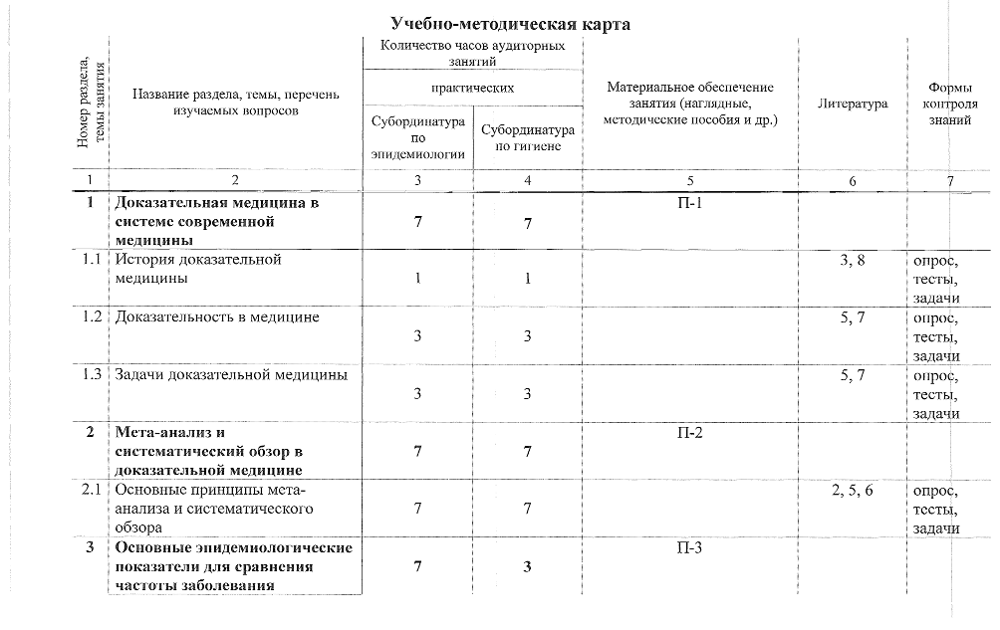 Учебно-методическая карта
Номер раздела,
темы занятия
Название раздела, темы, перечень
изучаемых вопросов
Количество часов аудиторных
занятий
практических
Субординатура
по
эпидемиологии
Субординатура
по гигиене
Материальное обеспечение
занятия (наглядные,
методические пособия и др.)
Литература
Формы
контроля
знаний
1 2 3 4 5 6 7
1 Доказательная медицина в
системе современной
медицины
7 7 П-1
1.1 История доказательной
медицины
1 1 3, 8 опрос,
тесты,
задачи
1.2 Доказательность в медицине
3 3 5, 7 опрос,
тесты,
задачи
1.3 Задачи доказательной медицины
3 3 5, 7 опрос,
тесты,
задачи
2 Мета-анализ и
систематический обзор в
доказательной медицине
7 7 П-2
2.1 Основные принципы мета-
анализа и систематического
обзора
7 7 2, 5, 6 опрос,
тесты,
задачи
3 Основные эпидемиологические
показатели для сравнения
частоты заболевания
7 3 П-3